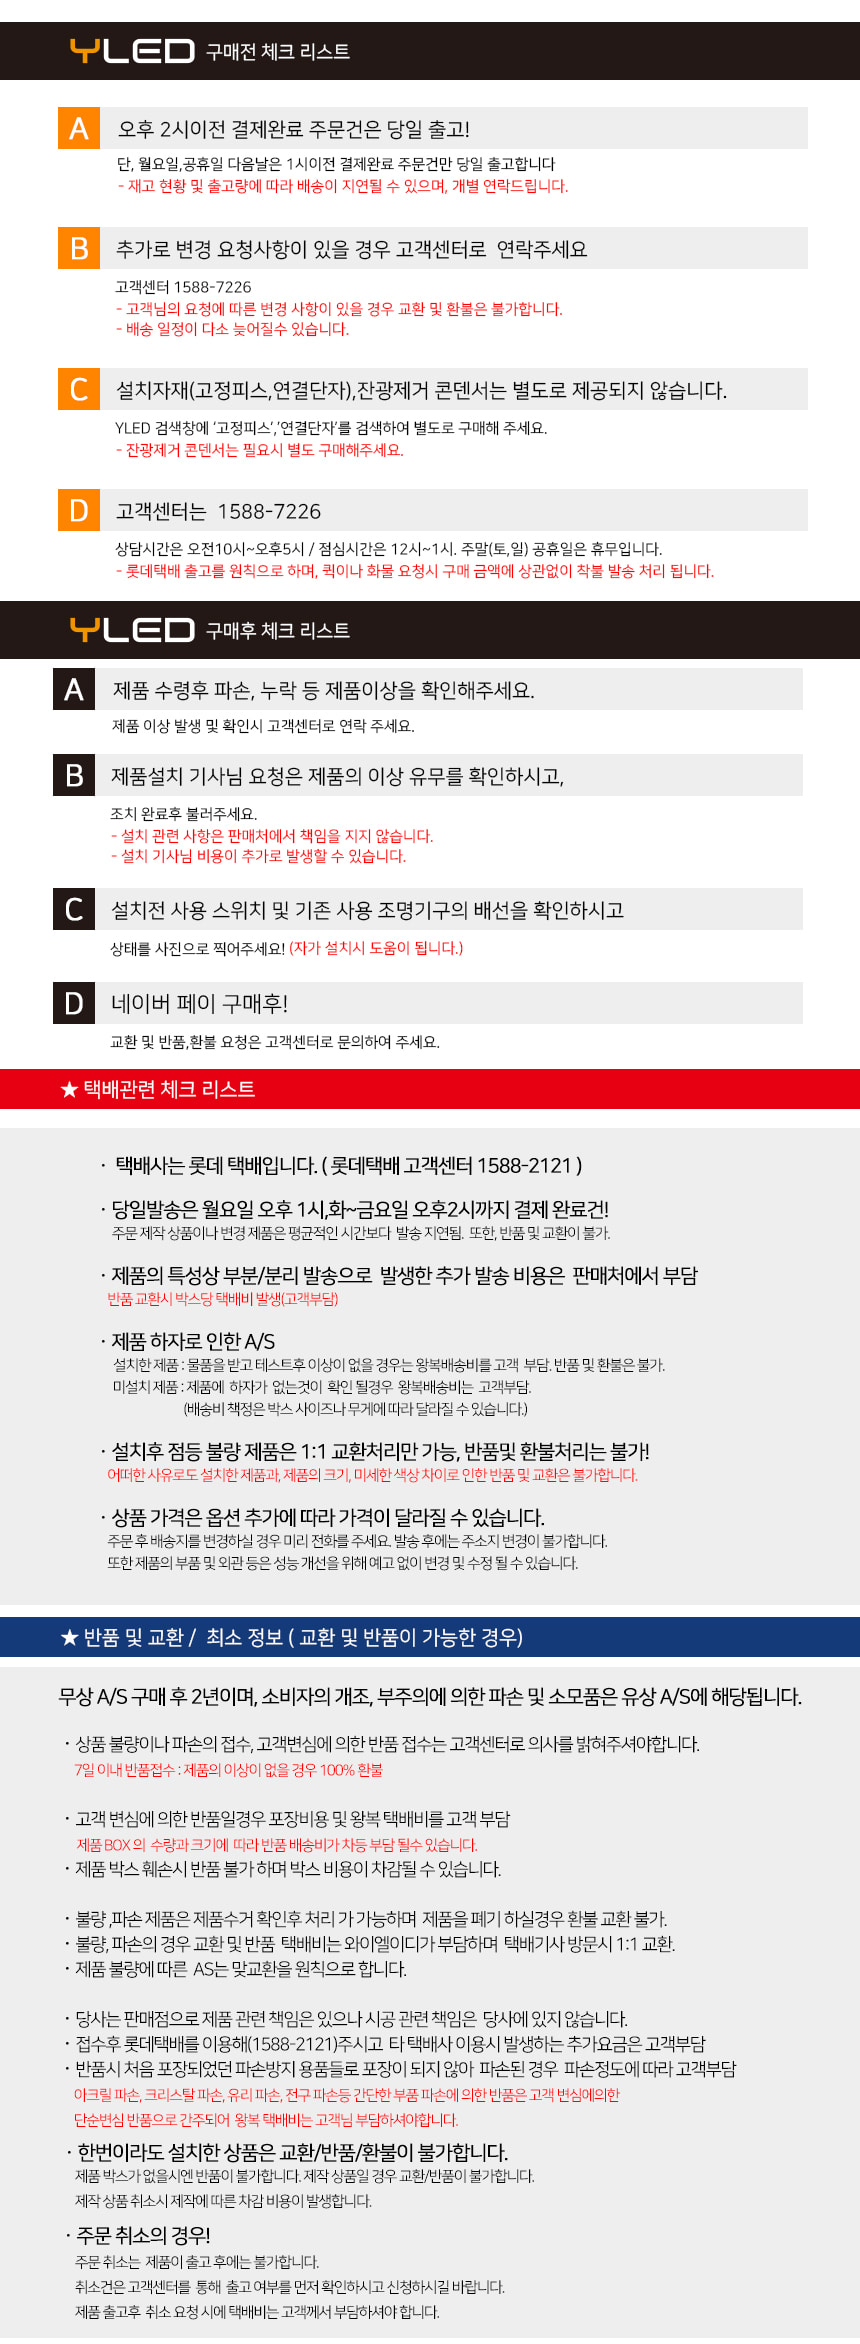 YLED 구매전 체크 리스트
A 오후 2시이전 결제완료 주문건은 당일 출고!
단, 월요일,공휴일 다음날은 1시이전 결제완료 주문건만 당일 출고합니다
- 재고 현황 및 출고량에 따라 배송이 지연될 수 있으며, 개별 연락드립니다.
B 추가로 변경 요청사항이 있을 경우 고객센터로 연락주세요
고객센터 1588-7226
- 고객님의 요청에 따른 변경 사항이 있을 경우 교환 및 환불은 불가합니다.
- 배송 일정이 다소 늦어질수 있습니다.
C 설치자재(고정피스,연결단자),잔광제거 콘덴서는 별도로 제공되지 않습니다.
YLED 검색창에 '고정피스','연결단자'를 검색하여 별도로 구매해 주세요.
- 잔광제거 콘덴서는 필요시 별도 구매해주세요.
D 고객센터는 1588-7226
상담시간은 오전10시~오후5시 / 점심시간은 12시~1시. 주말(토,일) 공휴일은 휴무입니다.
- 롯데택배 출고를 원칙으로 하며, 퀵이나 화물 요청시 구매 금액에 상관없이 착불 발송 처리 됩니다.
YLED 구매후 체크 리스트
A 제품 수령후 파손, 누락 등 제품이상을 확인해주세요.
제품 이상 발생 및 확인시 고객센터로 연락 주세요.
B 제품설치 기사님 요청은 제품의 이상 유무를 확인하시고,
조치 완료후 불러주세요.
- 설치 관련 사항은 판매처에서 책임을 지지 않습니다.
- 설치 기사님 비용이 추가로 발생할 수 있습니다.
C 설치전 사용 스위치 및 기존 사용 조명기구의 배선을 확인하시고
상태를 사진으로 찍어주세요! (자가 설치시 도움이 됩니다.)
D 네이버 페이 구매후!
교환 및 반품,환불 요청은 고객센터로 문의하여 주세요.
★ 택배관련 체크 리스트
· 택배사는 롯데 택배입니다. ( 롯데택배 고객센터 1588-2121 )
· 당일발송은 월요일 오후 1시,화~금요일 오후2시까지 결제 완료건!
주문 제작 상품이나 변경 제품은 평균적인 시간보다 발송 지연됨. 또한, 반품 및 교환이 불가.
· 제품의 특성상 부분/분리 발송으로 발생한 추가 발송 비용은 판매처에서 부담
반품 교환시 박스당 택배비 발생(고객부담)
· 제품 하자로 인한 A/S
설치한 제품 : 물품을 받고 테스트후 이상이 없을 경우는 왕복배송비를 고객 부담. 반품 및 환불은 불가.
미설치 제품 : 제품에 하자가 없는것이 확인 될경우 왕복배송비는 고객부담.
(배송비 책정은 박스 사이즈나 무게에 따라 달라질 수 있습니다.)
· 설치후 점등 불량 제품은 1:1 교환처리만 가능, 반품및 환불처리는 불가!
어떠한 사유로도 설치한 제품과, 제품의 크기, 미세한 색상 차이로 인한 반품 및 교환은 불가합니다.
· 상품 가격은 옵션 추가에 따라 가격이 달라질 수 있습니다.
주문 후 배송지를 변경하실 경우 미리 전화를 주세요. 발송 후에는 주소지 변경이 불가합니다.
또한 제품의 부품 및 외관 등은 성능 개선을 위해 예고 없이 변경 및 수정 될 수 있습니다.
★ 반품 및 교환 / 최소 정보 ( 교환 및 반품이 가능한 경우)
무상 A/S 구매 후 2년이며, 소비자의 개조, 부주의에 의한 파손 및 소모품은 유상 A/S에 해당됩니다.
· 상품 불량이나 파손의 접수, 고객변심에 의한 반품 접수는 고객센터로 의사를 밝혀주셔야합니다.
7일 이내 반품접수 : 제품의 이상이 없을 경우 100% 환불
· 고객 변심에 의한 반품일경우 포장비용 및 왕복 택배비를 고객 부담
제품 BOX 의 수량과 크기에 따라 반품 배송비가 차등 부담 될수 있습니다.
· 제품 박스 훼손시 반품 불가 하며 박스 비용이 차감될 수 있습니다.
· 불량 ,파손 제품은 제품수거 확인후 처리 가 가능하며 제품을 폐기 하실경우 환불 교환 불가.
· 불량, 파손의 경우 교환 및 반품 택배비는 와이엘이디가 부담하며 택배기사 방문시 1:1 교환.
· 제품 불량에 따른 AS는 맞교환을 원칙으로 합니다.
· 당사는 판매점으로 제품 관련 책임은 있으나 시공 관련 책임은 당사에 있지 않습니다.
· 접수후 롯데택배를 이용해(1588-2121)주시고 타 택배사 이용시 발생하는 추가요금은 고객부담
· 반품시 처음 포장되었던 파손방지 용품들로 포장이 되지 않아 파손된 경우 파손정도에 따라 고객부담
아크릴 파손, 크리스탈 파손, 유리 파손, 전구 파손등 간단한 부품 파손에 의한 반품은 고객 변심에의한
단순변심 반품으로 간주되어 왕복 택배비는 고객님 부담하셔야합니다.
· 한번이라도 설치한 상품은 교환/반품/환불이 불가합니다.
제품 박스가 없을시엔 반품이 불가합니다. 제작 상품일 경우 교환/반품이 불가합니다.
제작 상품 취소시 제작에 따른 차감 비용이 발생합니다.
· 주문 취소의 경우!
주문 취소는 제품이 출고 후에는 불가합니다.
취소건은 고객센터를 통해 출고 여부를 먼저 확인하시고 신청하시길 바랍니다.
제품 출고후 취소 요청 시에 택배비는 고객께서 부담하셔야 합니다.